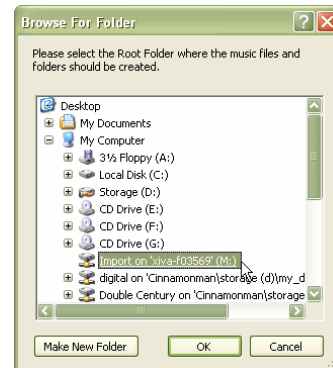 Browse For Folder
Please select the Root Folder where the music files and
folders should be created.
Desktop
My Documents
My Computer
3½ Floppy (A:)
Local Disk (C:)
Storage (D:)
CD Drive (E:)
CD Drive (F:)
CD Drive (G:)
Import on 'xiva-f03569' (M:)
digital on 'Cinnamonman\storage (d)\my_d
Double Century on 'Cinnamonman\storage
Make New Folder
OK
Cancel